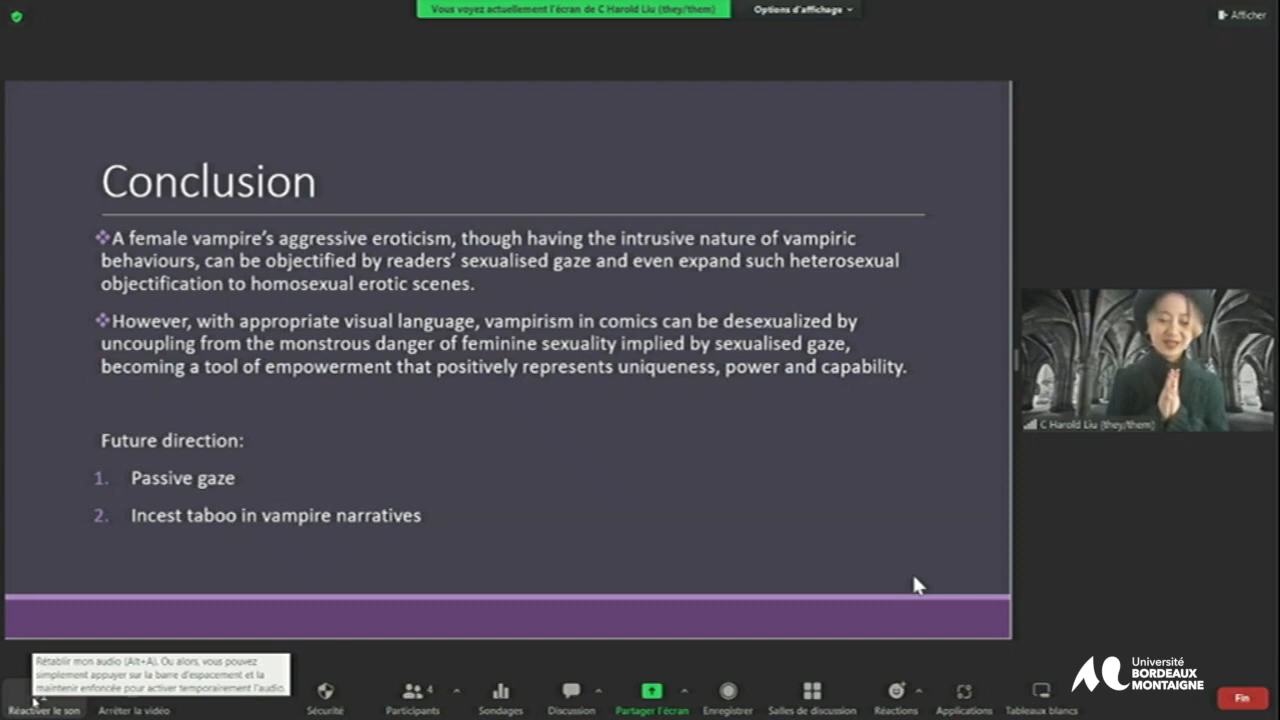 Vous voyez actuellement l'écran de C Harold Liu (they/them)
Options d'affichage
Afficher
Conclusion
A female vampire's aggressive eroticism, though having the intrusive nature of vampiric
behaviours, can be objectified by readers' sexualised gaze and even expand such heterosexual
objectification to homosexual erotic scenes.
However, with appropriate visual language, vampirism in comics can be desexualized by
uncoupling from the monstrous danger of feminine sexuality implied by sexualised gaze,
becoming a tool of empowerment that positively represents uniqueness, power and capability.
Future direction:
1. Passive gaze
2. Incest taboo in vampire narratives
C Harold Liu (they/them)
Rétablir mon audio (Alt+A). Ou alors, vous pouvez
simplement appuyer sur la barre d'espacement et la
maintenir enfoncée pour activer temporairement l'audio.
Université
BORDEAUX
MONTAIGNE
Réactiver le son
Arrêter la vidéo
Sécurité
Participants
4
Sondages
Discussion
Partager l'écran
Enregistrer
Salles de discussion
Réactions
Applications
Tableaux blancs
Fin